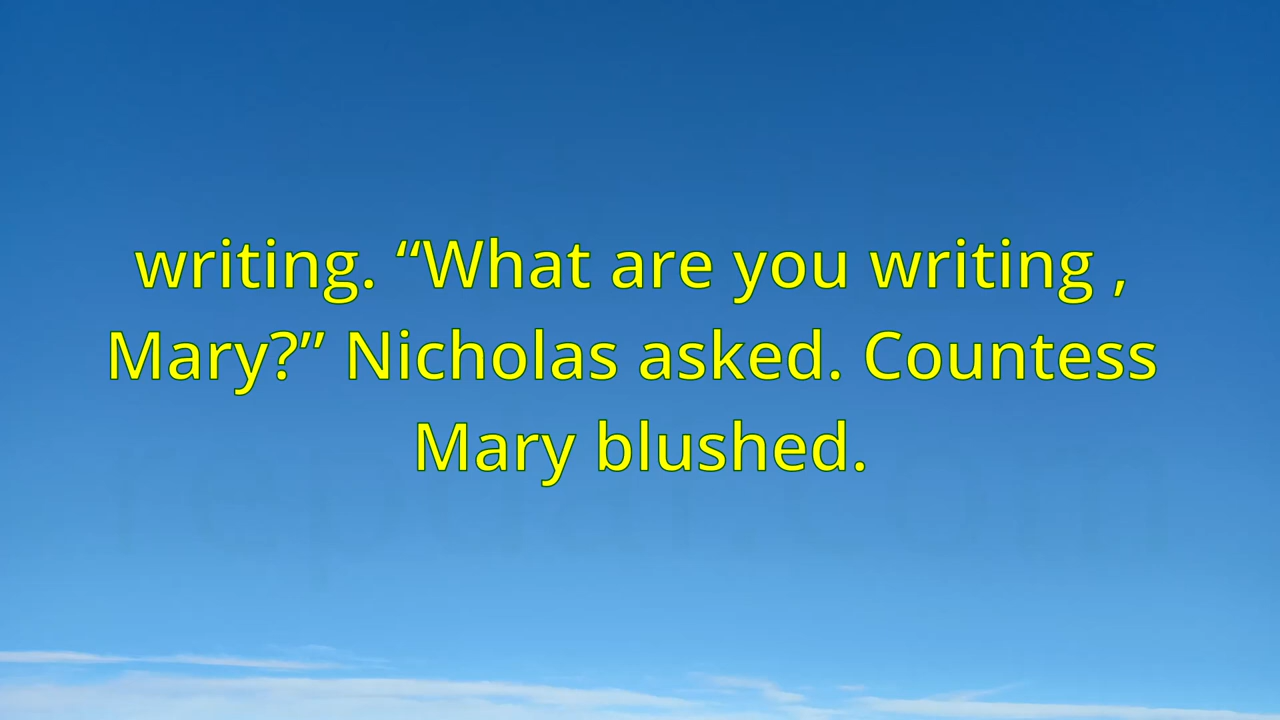 writing. “What are you writing ,
Mary?” Nicholas asked. Countess
Mary blushed.